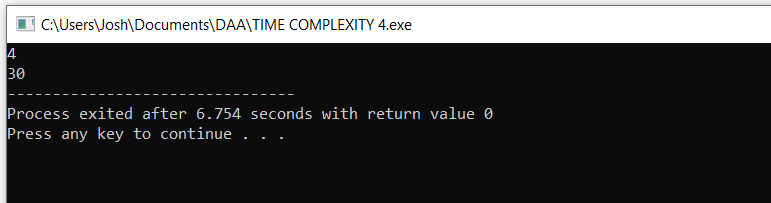 C:\Users\Josh\Documents\DAA\TIME COMPLEXITY 4.exe
4
30
--------------------------------
Process exited after 6.754 seconds with return value 0
Press any key to continue . . .